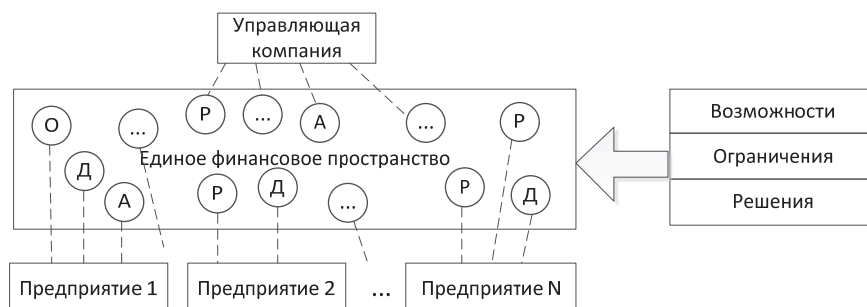 Управляющая
компания
О
...
Р
...
А
...
Р
Единое финансовое пространство
Д
А
Р
Д
...
Р
Д
Возможности
Ограничения
Решения
Предприятие 1
Предприятие 2
...
Предприятие N